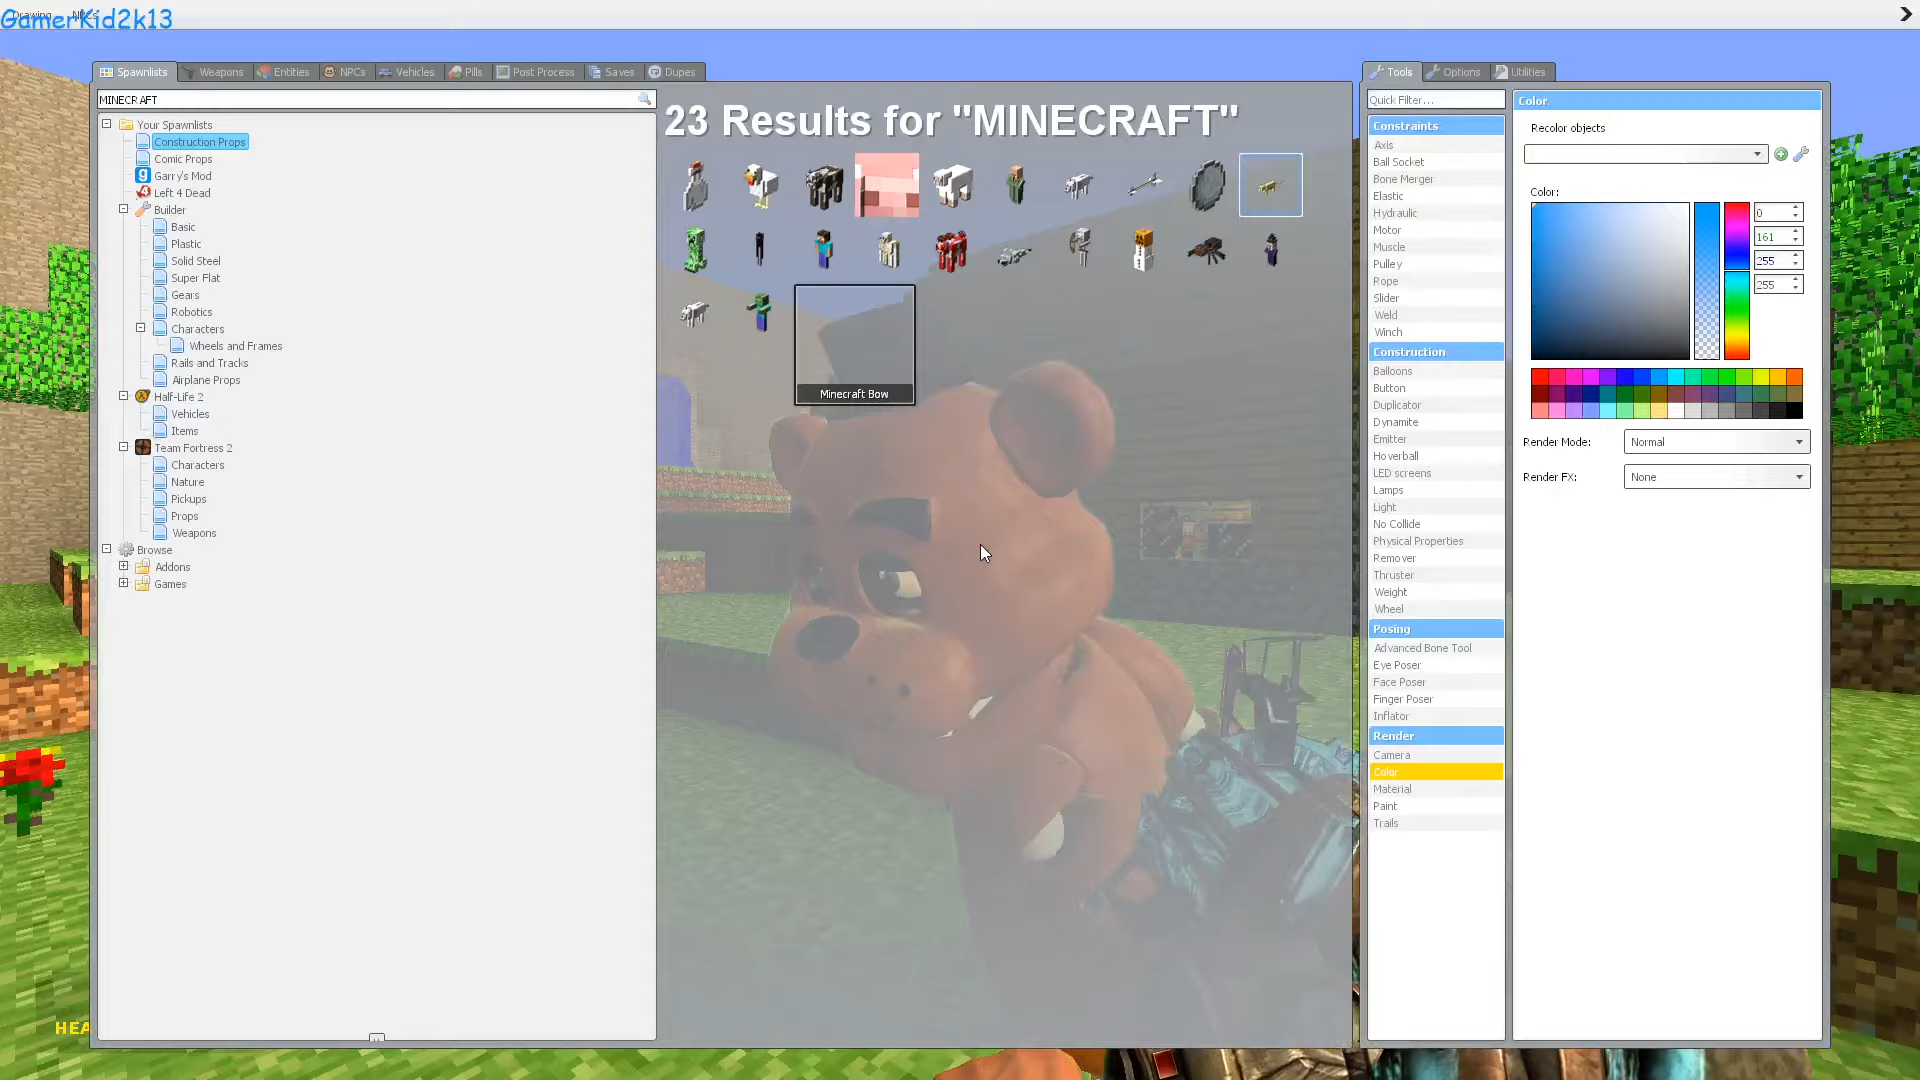 Drawing NPCs
GamerKid2k13
Spawnlists Weapons Entities NPCs Vehicles Pills Post Process Saves Dupes
MINECRAFT
Your Spawnlists
Construction Props
Comic Props
Garry's Mod
Left 4 Dead
Builder
Basic
Plastic
Solid Steel
Super Flat
Gears
Robotics
Characters
Wheels and Frames
Rails and Tracks
Airplane Props
Half-Life 2
Vehicles
Items
Team Fortress 2
Characters
Nature
Pickups
Props
Weapons
Browse
Addons
Games
23 Results for "MINECRAFT"
Minecraft Bow
Tools Options Utilities
Quick Filter...
Constraints
Axis
Ball Socket
Bone Merger
Elastic
Hydraulic
Motor
Muscle
Pulley
Rope
Slider
Weld
Winch
Construction
Balloons
Button
Duplicator
Dynamite
Emitter
Hoverball
LED screens
Lamps
Light
No Collide
Physical Properties
Remover
Thruster
Weight
Wheel
Posing
Advanced Bone Tool
Eye Poser
Face Poser
Finger Poser
Inflator
Render
Camera
Color
Material
Paint
Trails
Color
Recolor objects
Color:
0
161
255
255
Render Mode: Normal
Render FX: None
HEA